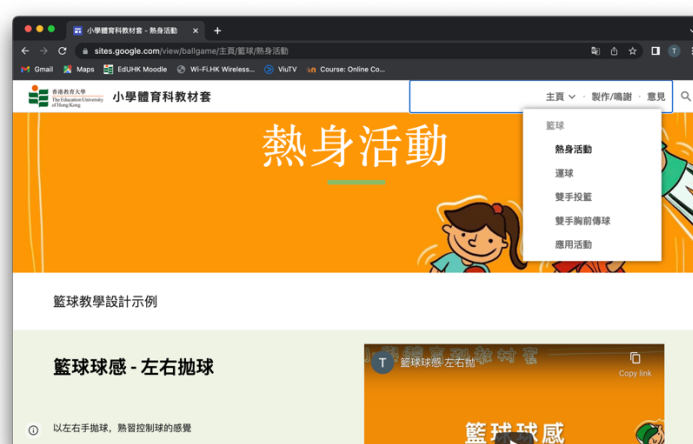 小學體育科教材套 - 熱身活動
sites.google.com/view/ballgame/主頁/籃球/熱身活動
Gmail Maps EdUHK Moodle Wi-Fi.HK Wireless... ViuTV Course: Online Co...
香港教育大學
The Education University
of Hong Kong
小學體育科教材套
主頁 · 製作/鳴謝 · 意見
籃球
熱身活動
運球
雙手投籃
雙手胸前傳球
應用活動
熱身活動
籃球教學設計示例
籃球球感 - 左右拋球
以左右手拋球，熟習控制球的感覺
T 籃球球感 左右拋
Copy link
籃球球感